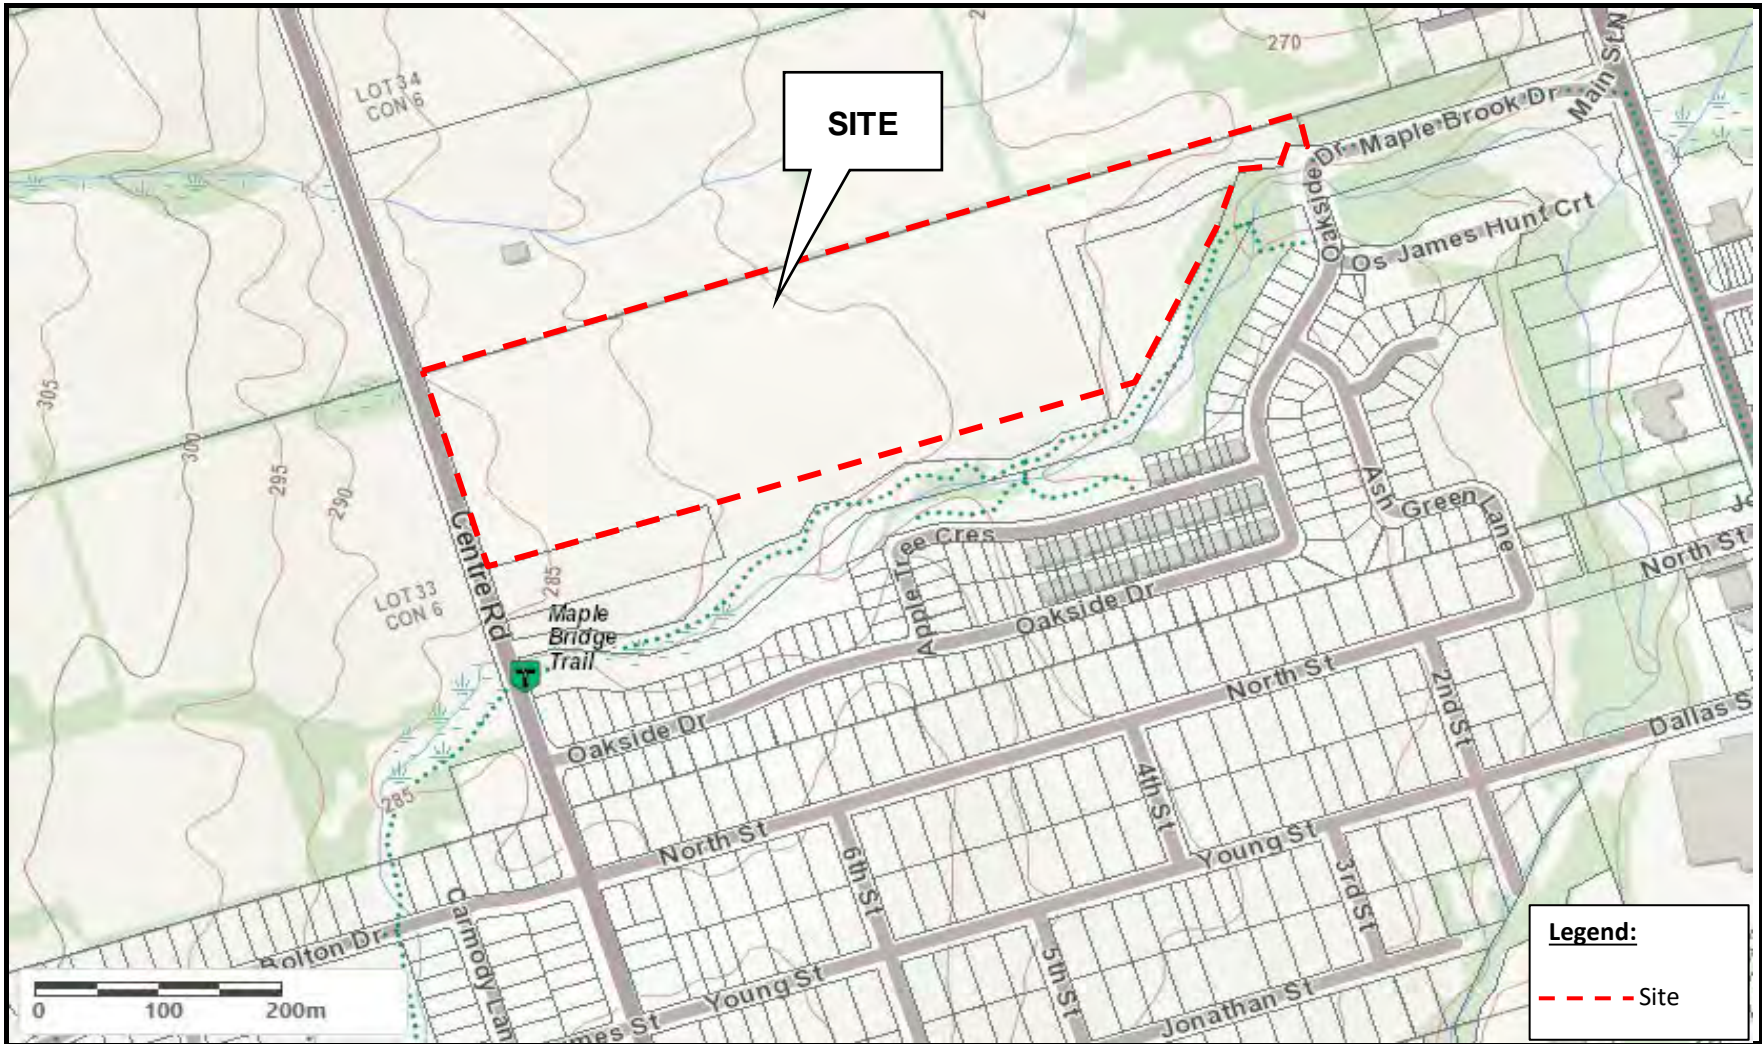 LOT 34
CON 6
SITE
2
270
Main St N
Maple Brook Dr
Oakside Dr
Os James Hunt Crt
305
300
295
290
Centre Rd
285
LOT 33
CON 6
Maple
Bridge
Trail
Apple Tree Cres
Ash Green Lane
North St
Oakside Dr
Oakside Dr
North St
2nd St
Dallas S
285
4th St
North St
6th St
Young St
3rd St
Carmody Lan
Bolton Dr
5th St
Young St
mes St
Jonathan St
0 100 200m
Legend:
Site